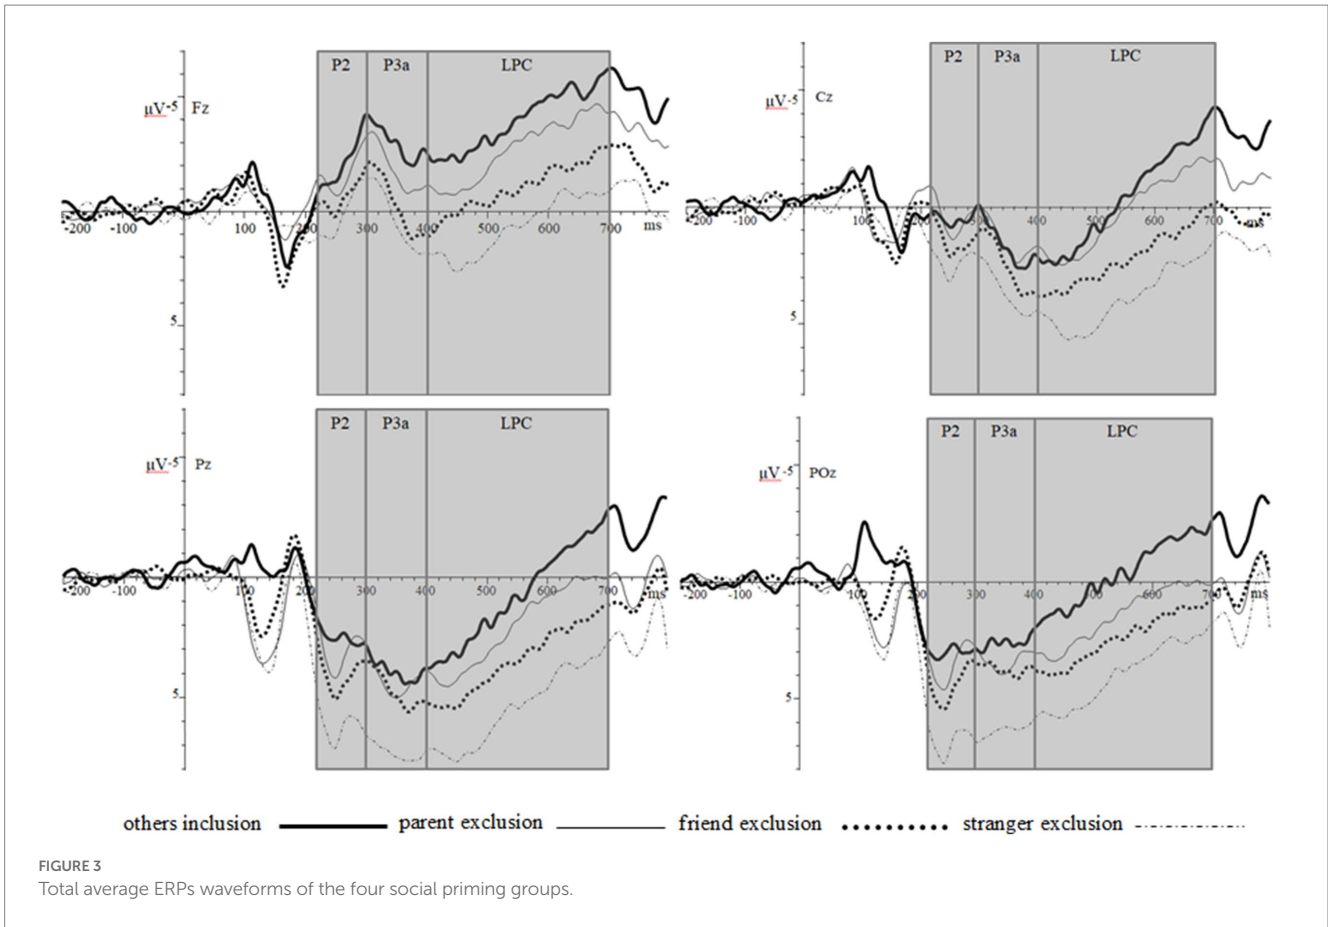 P2 P3a LPC
µV -5 Fz
-200 -100 100 200 300 400 500 600 700 ms
5
P2 P3a LPC
µV -5 Cz
-200 -100 100 200 300 400 500 600 700 ms
5
P2 P3a LPC
µV -5 Pz
-200 -100 100 200 300 400 500 600 700 ms
5
P2 P3a LPC
µV -5 POz
-200 -100 100 200 300 400 500 600 700 ms
5
others inclusion parent exclusion friend exclusion stranger exclusion
FIGURE 3
Total average ERPs waveforms of the four social priming groups.